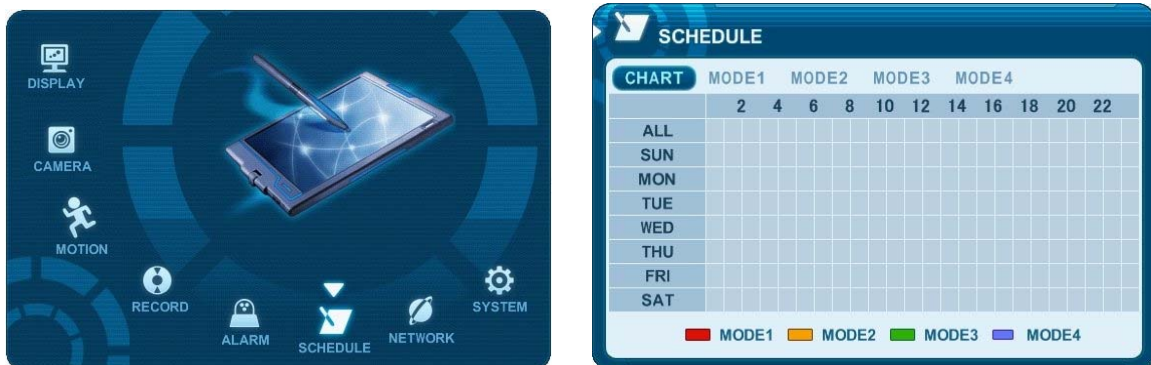 DISPLAY
CAMERA
MOTION
RECORD
ALARM
SCHEDULE
NETWORK
SYSTEM
SCHEDULE
CHART MODE1 MODE2 MODE3 MODE4
2 4 6 8 10 12 14 16 18 20 22
ALL
SUN
MON
TUE
WED
THU
FRI
SAT
MODE1 MODE2 MODE3 MODE4